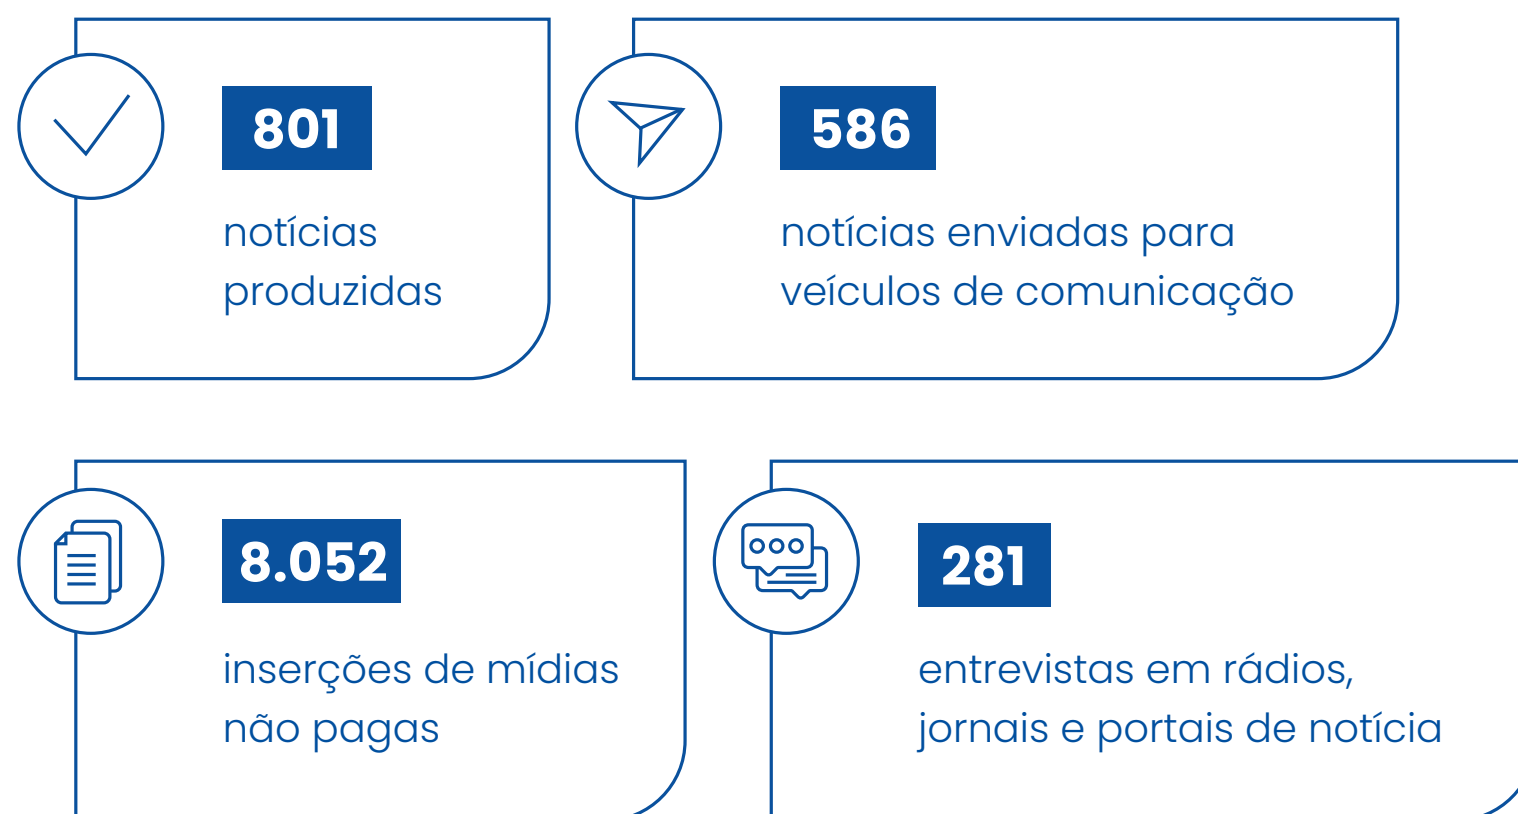 801
notícias
produzidas
586
notícias enviadas para
veículos de comunicação
8.052
inserções de mídias
não pagas
281
entrevistas em rádios,
jornais e portais de notícia